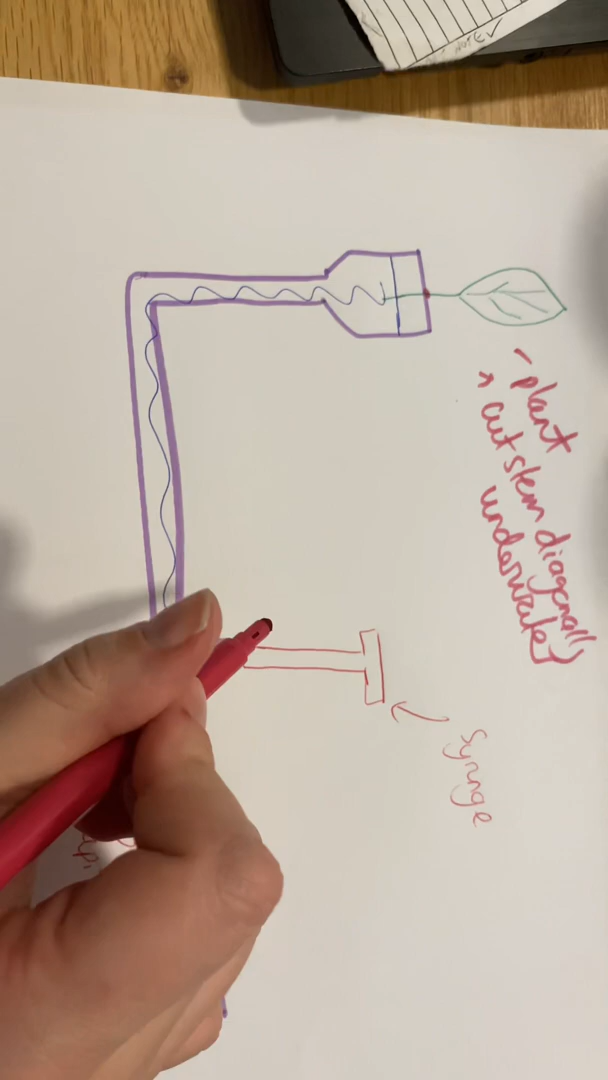 - plant
* cut stem diagonally
underwater
Syringe